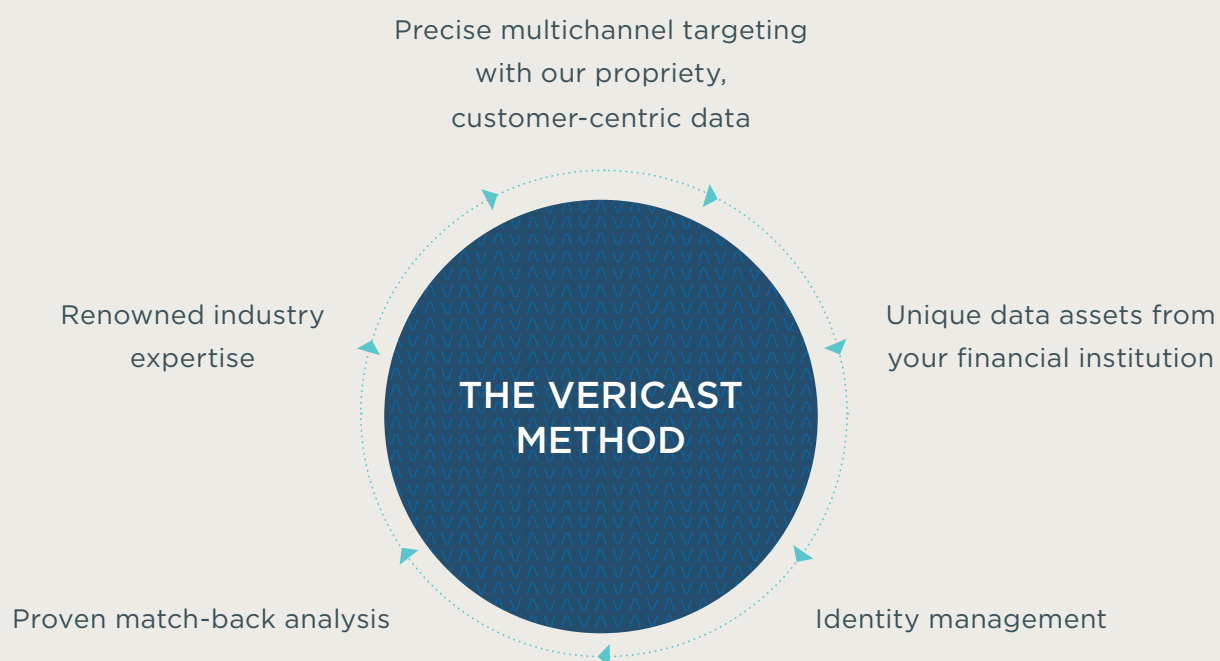 Precise multichannel targeting
with our propriety,
customer-centric data
Renowned industry
expertise
Unique data assets from
your financial institution
THE VERICAST
METHOD
Proven match-back analysis
Identity management